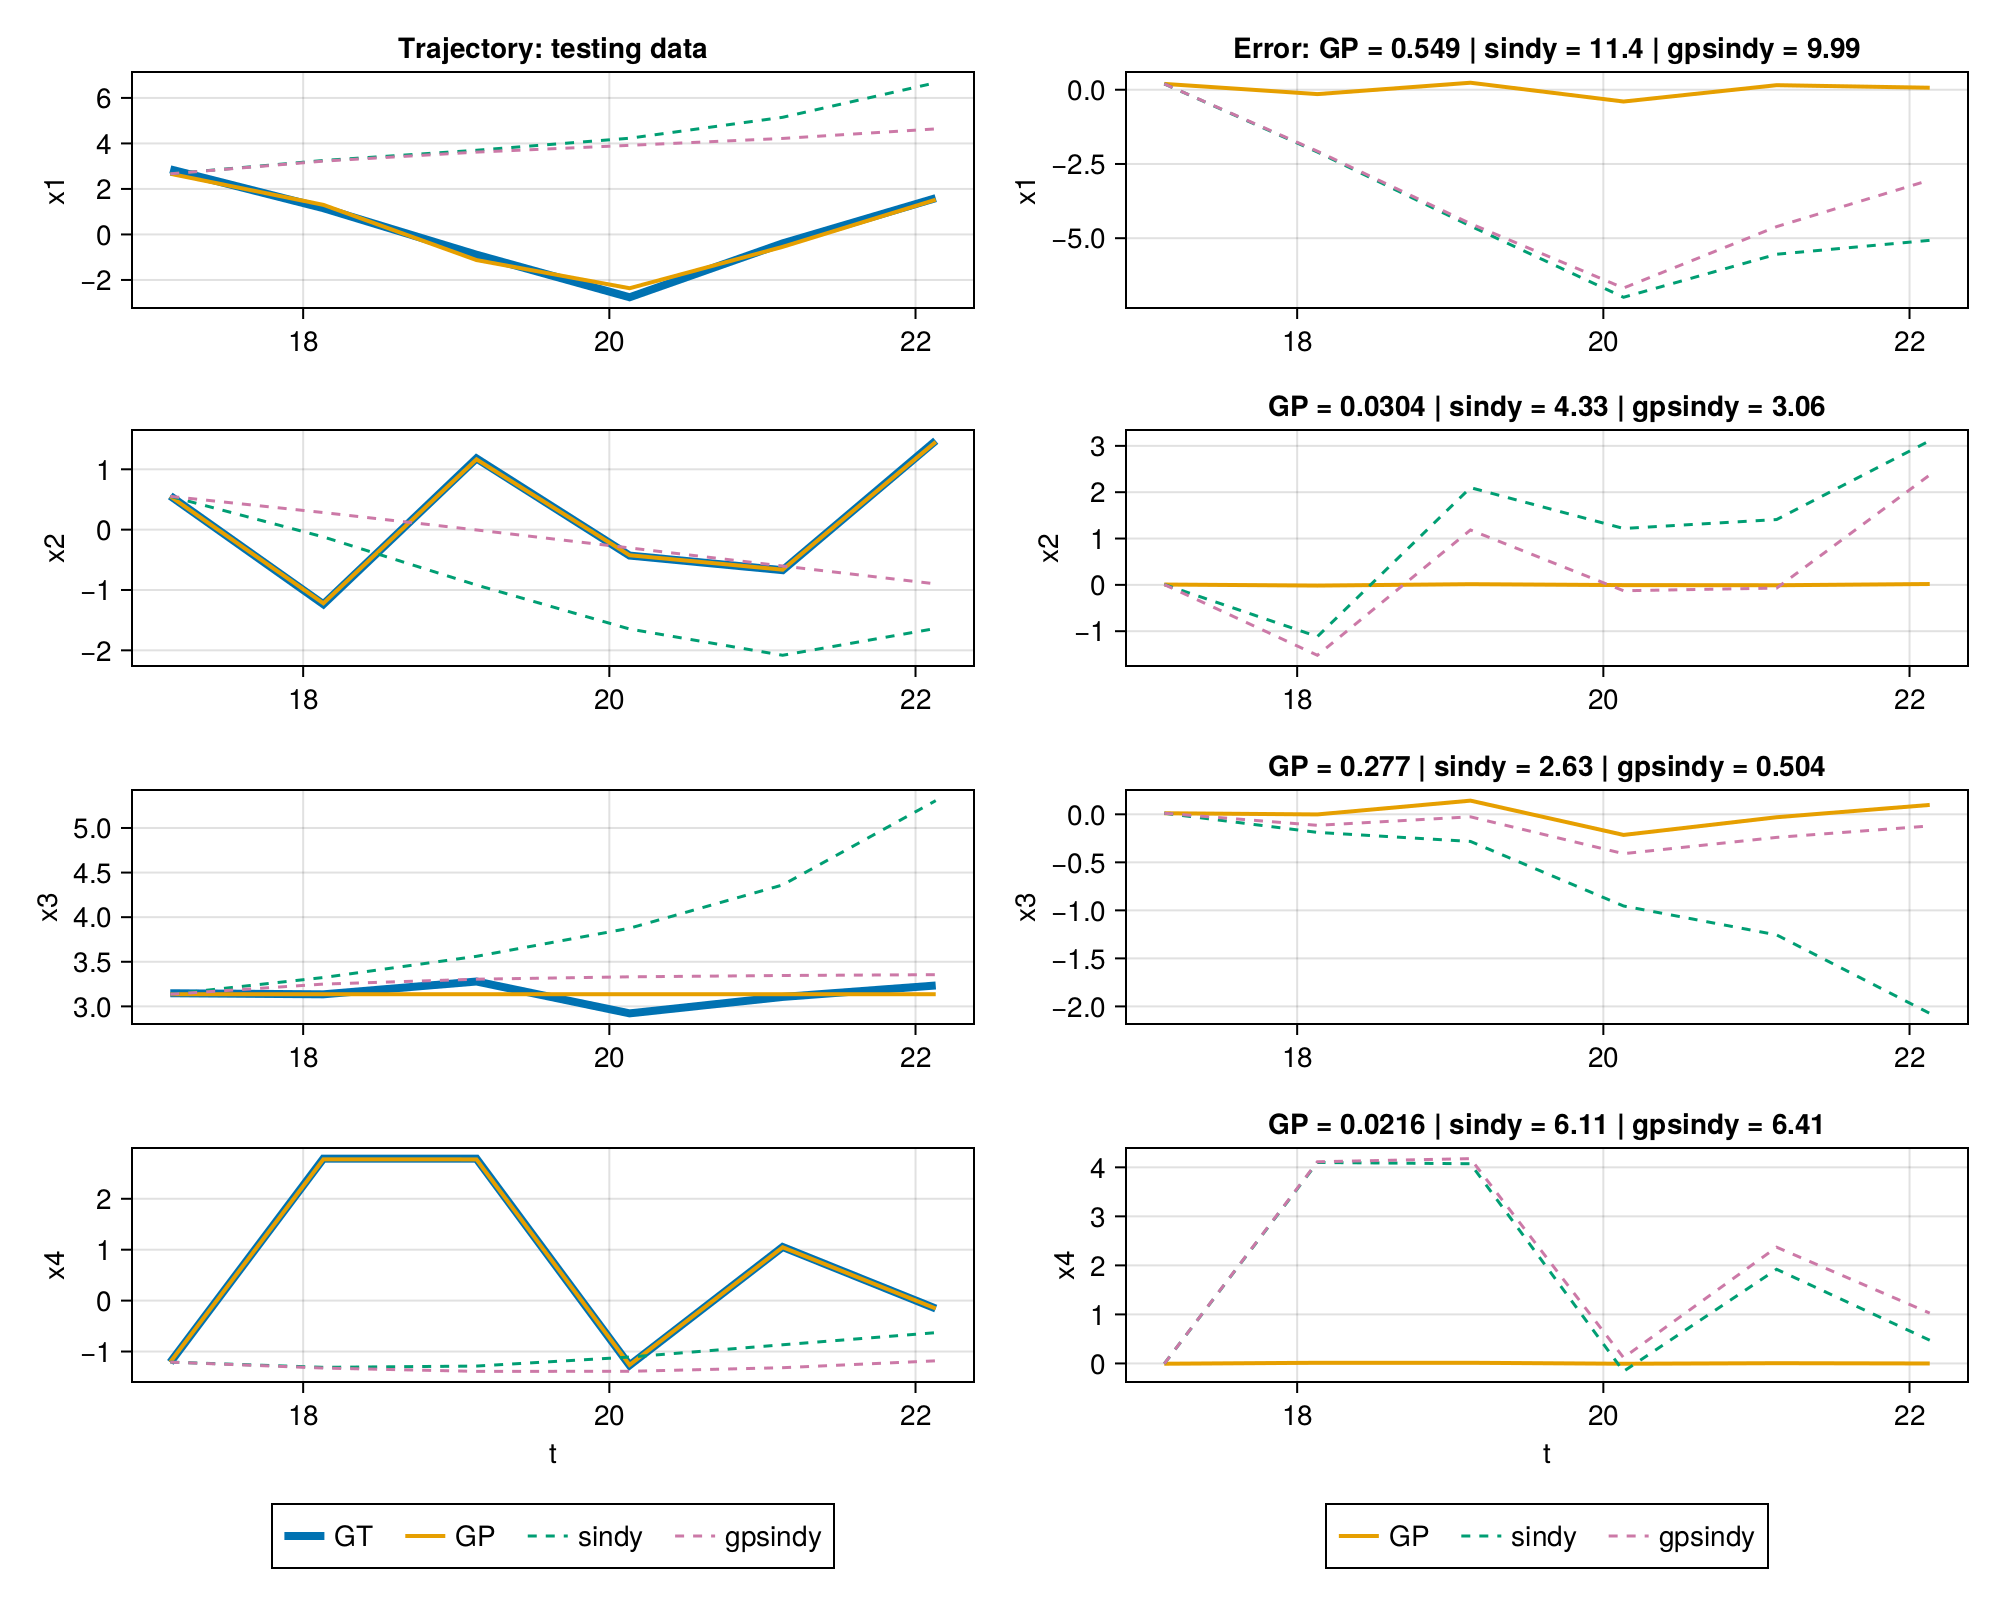 Trajectory: testing data
6
4
2
0
−2
x1
18 20 22
Error: GP = 0.549 | sindy = 11.4 | gpsindy = 9.99
0.0
−2.5
−5.0
x1
18 20 22
1
0
−1
−2
x2
18 20 22
GP = 0.0304 | sindy = 4.33 | gpsindy = 3.06
3
2
1
0
−1
x2
18 20 22
5.0
4.5
4.0
3.5
3.0
x3
18 20 22
GP = 0.277 | sindy = 2.63 | gpsindy = 0.504
0.0
−0.5
−1.0
−1.5
−2.0
x3
18 20 22
2
1
0
−1
x4
18 20 22
t
GP = 0.0216 | sindy = 6.11 | gpsindy = 6.41
4
3
2
1
0
x4
18 20 22
t
GT GP sindy gpsindy
GP sindy gpsindy